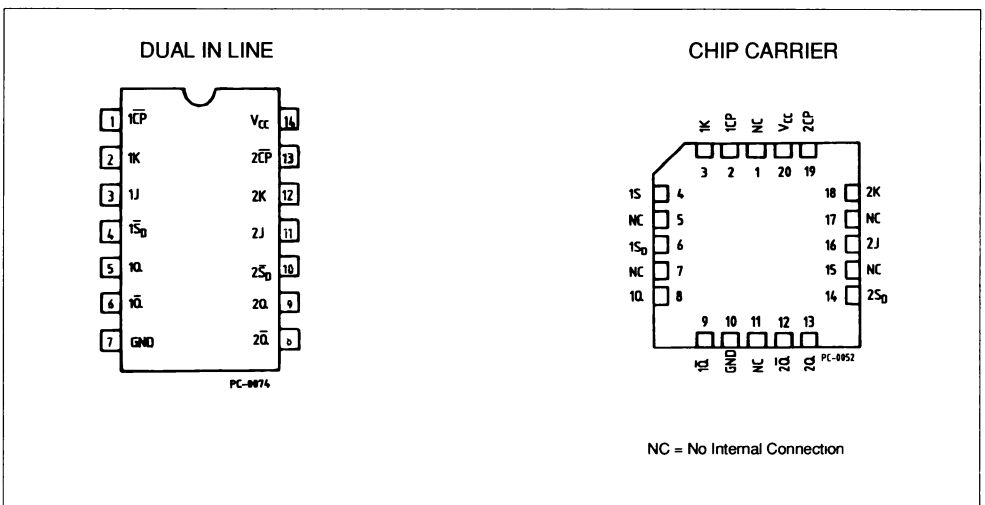 DUAL IN LINE
1 1C̅P̅
2 1K
3 1J
4 1S̅D
5 1Q
6 1Q̅
7 GND
VCC 14
2C̅P̅ 13
2K 12
2J 11
2S̅D 10
2Q 9
2Q̅
PC-0074
CHIP CARRIER
1K 1CP NC VCC 2CP
3 2 1 20 19
1S 4
NC 5
1SD 6
NC 7
1Q 8
18 2K
17 NC
16 2J
15 NC
14 2SD
9 10 11 12 13
1Q̅ GND NC 2Q̅ 2Q
PC-0052
NC = No Internal Connection